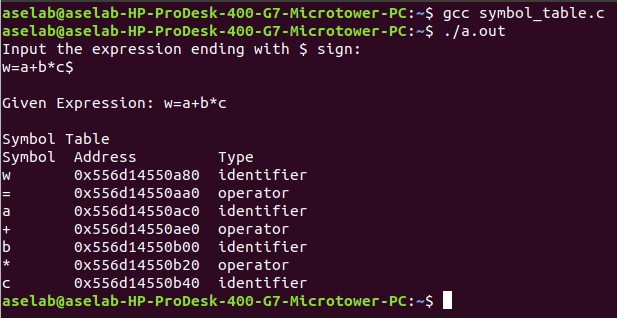 aselab@aselab-HP-ProDesk-400-G7-Microtower-PC:~$ gcc symbol_table.c
aselab@aselab-HP-ProDesk-400-G7-Microtower-PC:~$ ./a.out
Input the expression ending with $ sign:
w=a+b*c$
Given Expression: w=a+b*c
Symbol Table
Symbol  Address         Type
w       0x556d14550a80  identifier
=       0x556d14550aa0  operator
a       0x556d14550ac0  identifier
+       0x556d14550ae0  operator
b       0x556d14550b00  identifier
*       0x556d14550b20  operator
c       0x556d14550b40  identifier
aselab@aselab-HP-ProDesk-400-G7-Microtower-PC:~$